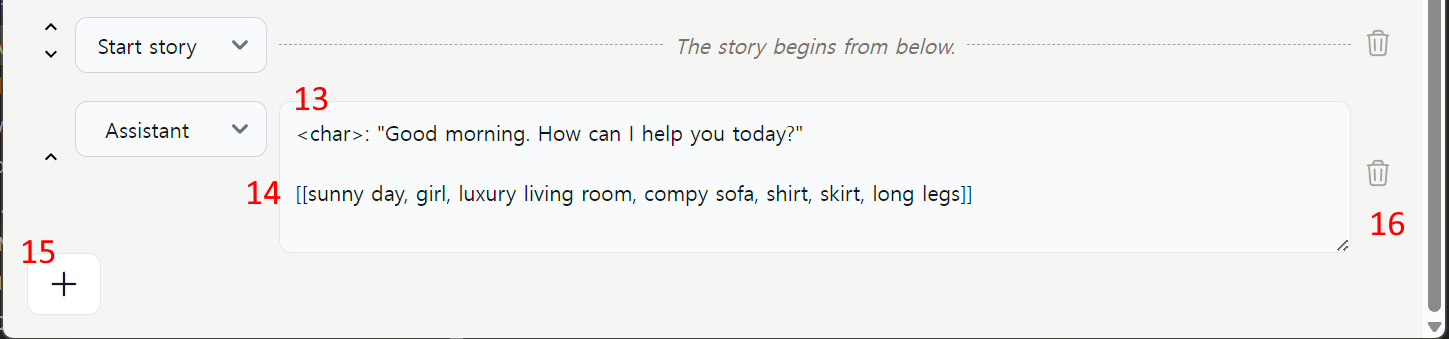 Start story
The story begins from below.
13
Assistant
<char>: "Good morning. How can I help you today?"
14
[[sunny day, girl, luxury living room, compy sofa, shirt, skirt, long legs]]
16
15